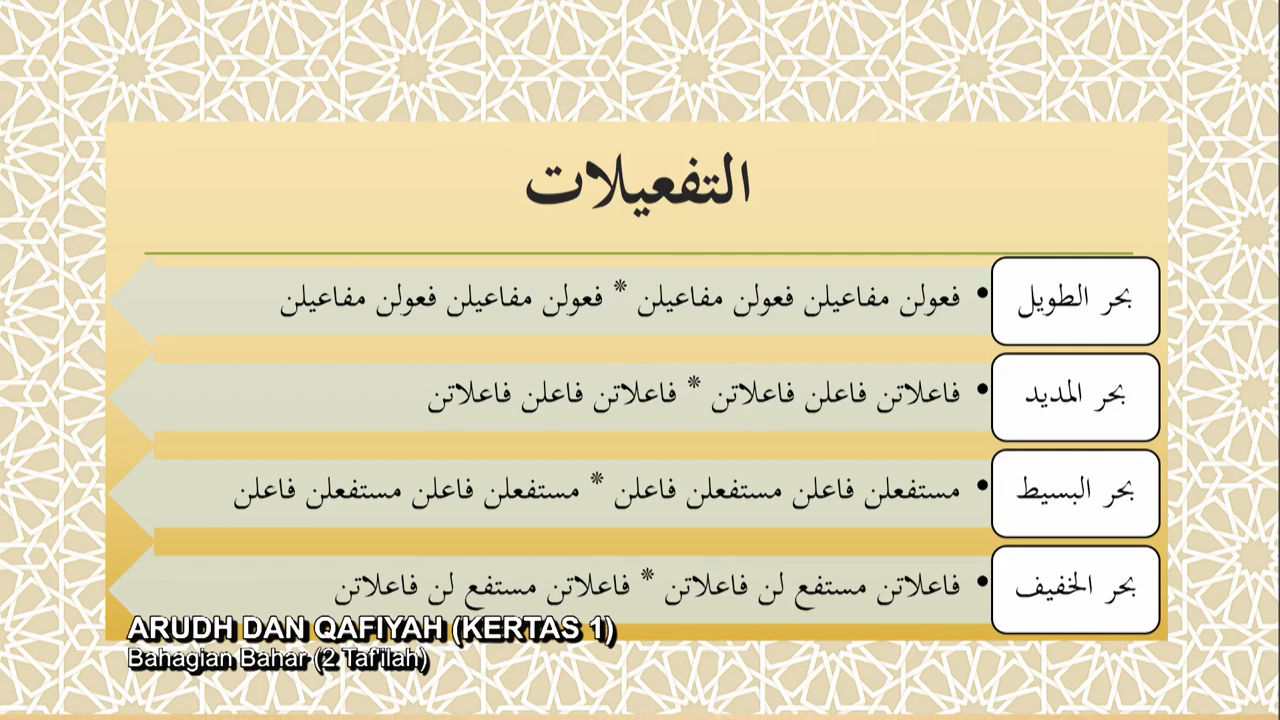 التفعيلات
بحر الطويل
• فعولن مفاعيلن فعولن مفاعيلن * فعولن مفاعيلن فعولن مفاعيلن
بحر المديد
• فاعلاتن فاعلن فاعلاتن * فاعلاتن فاعلن فاعلاتن
بحر البسيط
• مستفعلن فاعلن مستفعلن فاعلن * مستفعلن فاعلن مستفعلن فاعلن
بحر الخفيف
• فاعلاتن مستفع لن فاعلاتن * فاعلاتن مستفع لن فاعلاتن
ARUDH DAN QAFIYAH (KERTAS 1)
Bahagian Bahar (2 Taf'ilah)